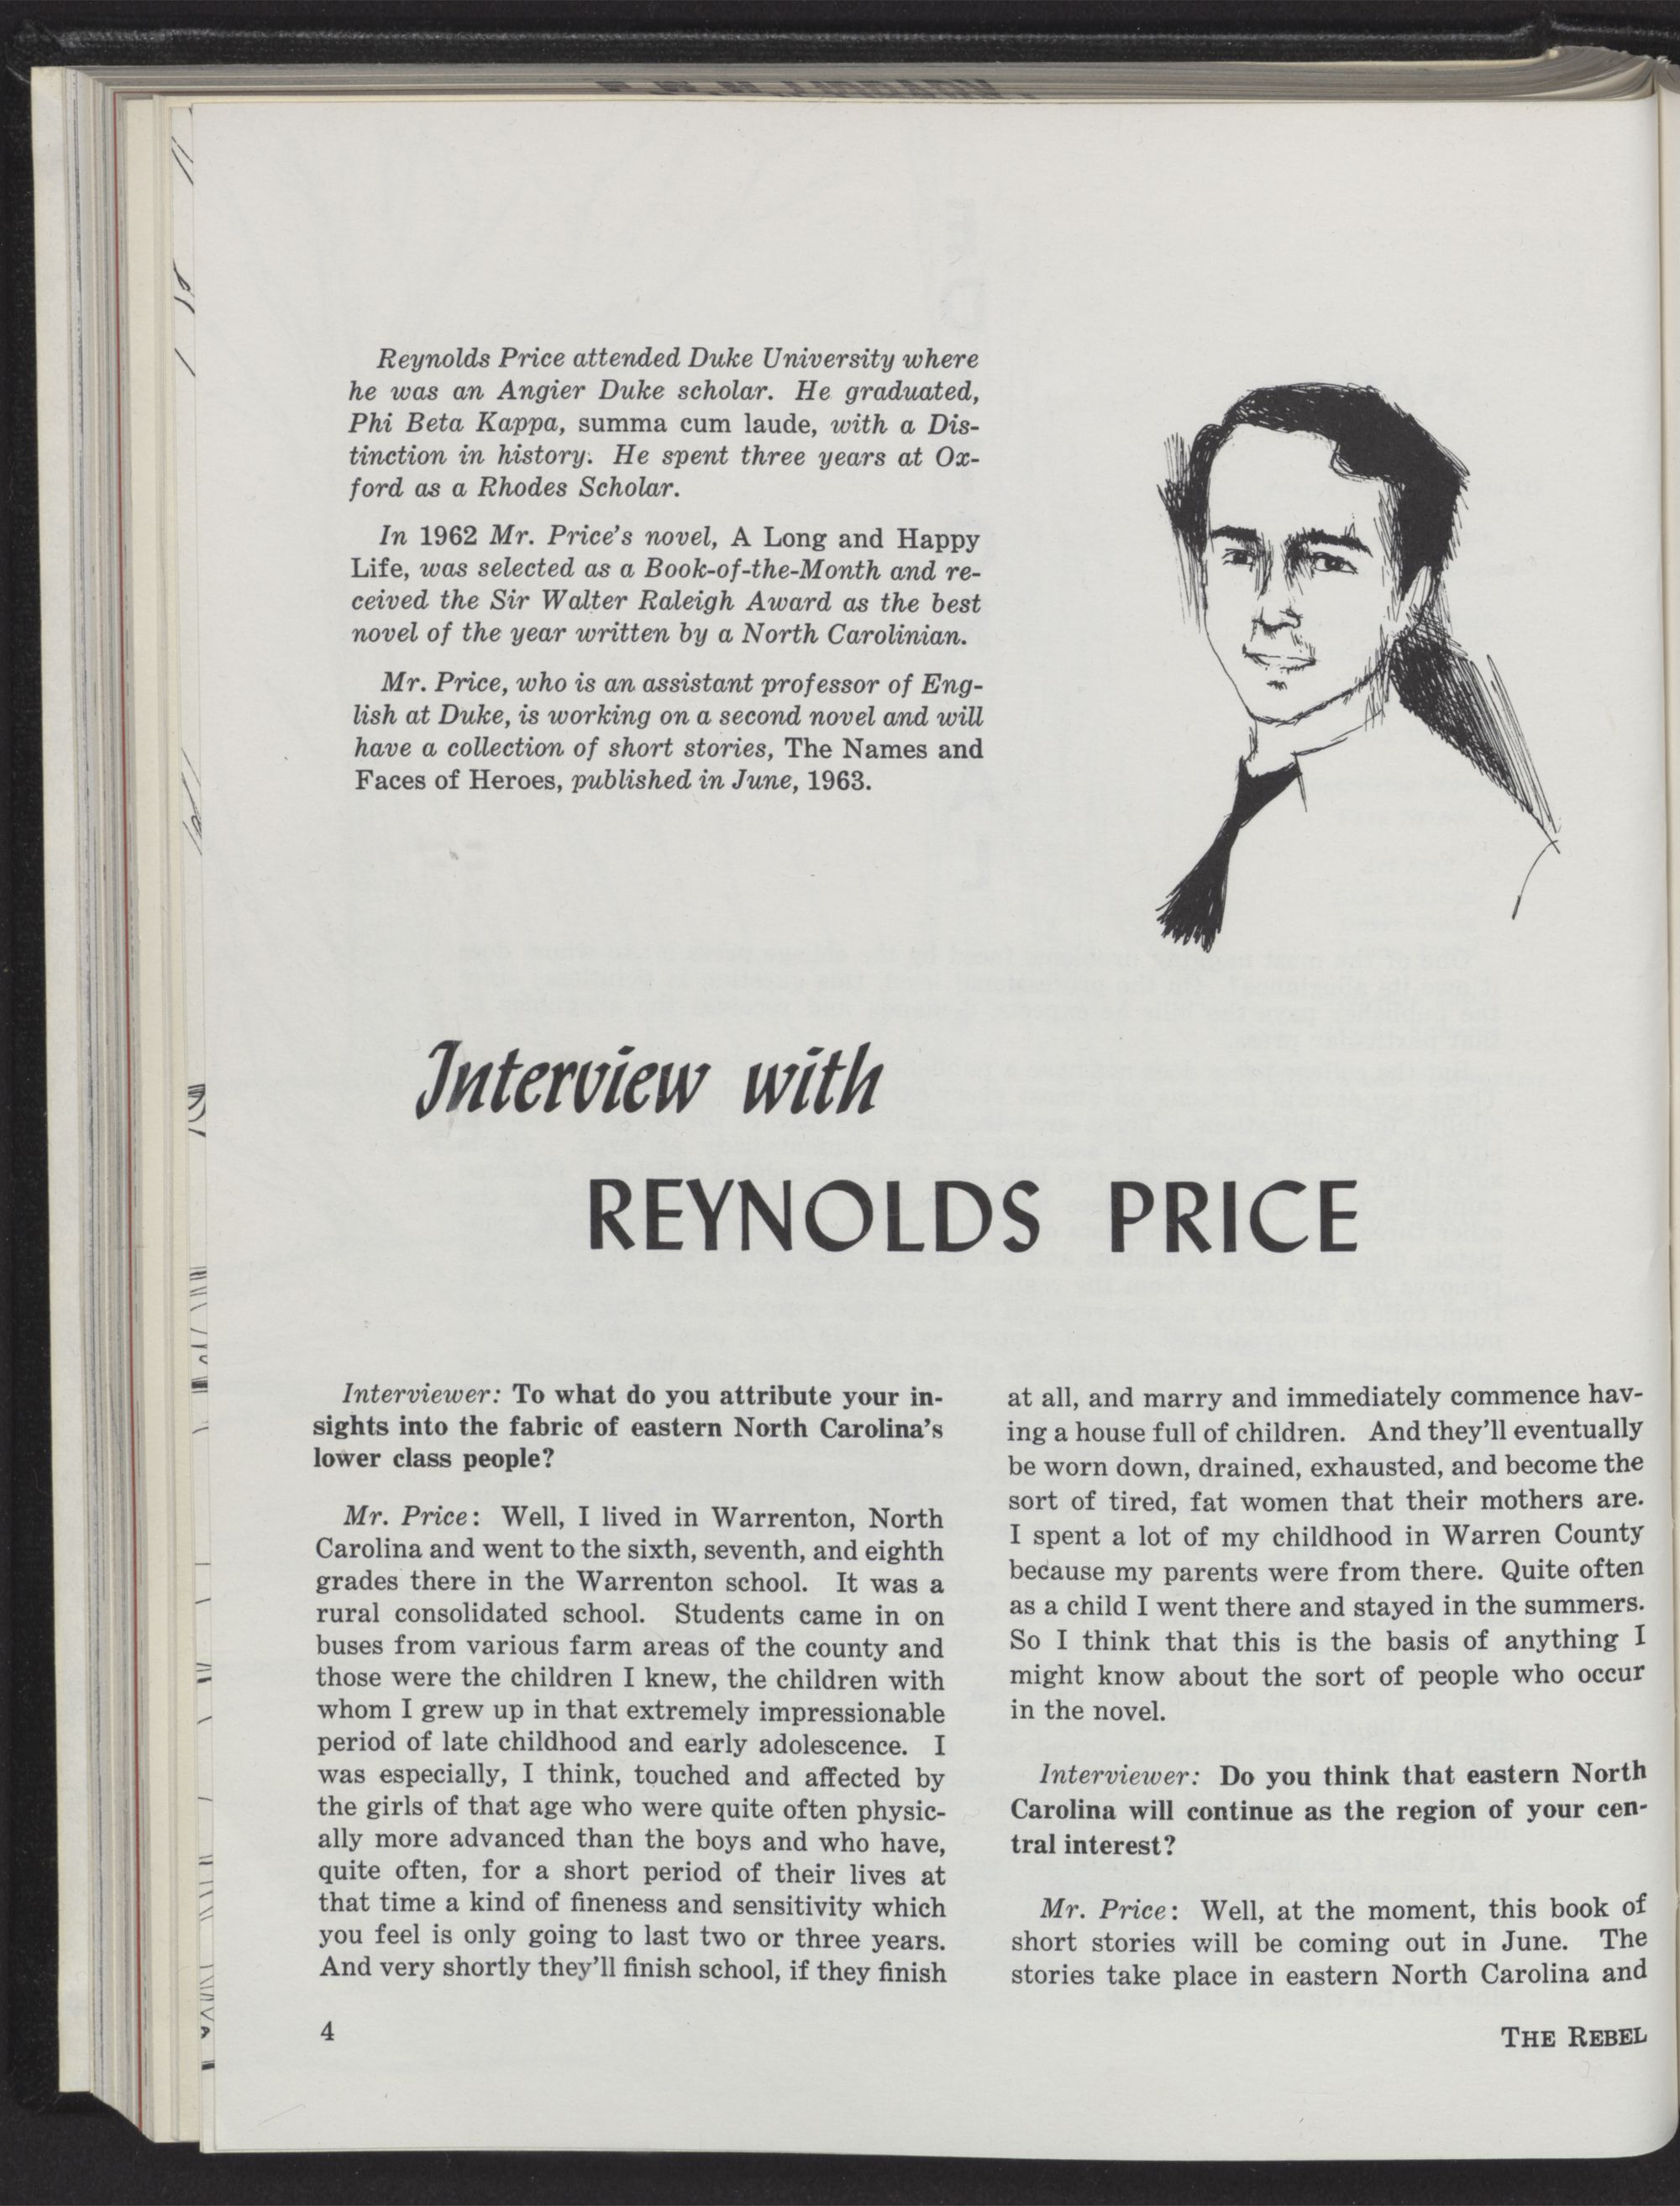 Reynolds Price attended Duke University where
he was an Angier Duke scholar. He graduated,
Phi Beta Kappa, summa cum laude, with a Dis-
tinction in history. He spent three years at Ox-
ford as a Rhodes Scholar.
In 1962 Mr. Price's novel, A Long and Happy
Life, was selected as a Book-of-the-Month and re-
ceived the Sir Walter Raleigh Award as the best
novel of the year written by a North Carolinian.
Mr. Price, who is an assistant professor of Eng-
lish at Duke, is working on a second novel and will
have a collection of short stories, The Names and
Faces of Heroes, published in June, 1963.
Interview with
REYNOLDS PRICE
Interviewer: To what do you attribute your in-
sights into the fabric of eastern North Carolina's
lower class people?
Mr. Price: Well, I lived in Warrenton, North
Carolina and went to the sixth, seventh, and eighth
grades there in the Warrenton school. It was a
rural consolidated school. Students came in on
buses from various farm areas of the county and
those were the children I knew, the children with
whom I grew up in that extremely impressionable
period of late childhood and early adolescence. I
was especially, I think, touched and affected by
the girls of that age who were quite often physic-
ally more advanced than the boys and who have,
quite often, for a short period of their lives at
that time a kind of fineness and sensitivity which
you feel is only going to last two or three years.
And very shortly they'll finish school, if they finish
at all, and marry and immediately commence hav-
ing a house full of children. And they'll eventually
be worn down, drained, exhausted, and become the
sort of tired, fat women that their mothers are.
I spent a lot of my childhood in Warren County
because my parents were from there. Quite often
as a child I went there and stayed in the summers.
So I think that this is the basis of anything I
might know about the sort of people who occur
in the novel.
Interviewer: Do you think that eastern North
Carolina will continue as the region of your cen-
tral interest?
Mr. Price: Well, at the moment, this book of
short stories will be coming out in June. The
stories take place in eastern North Carolina and
4
THE REBEL